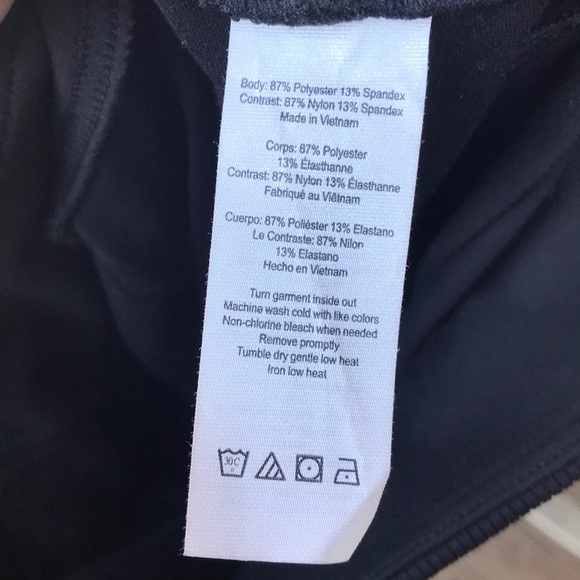 Body: 87% Polyester 13% Spandex
Contrast: 87% Nylon 13% Spandex
Made in Vietnam
Corps: 87% Polyester
13% Élasthanne
Contrast: 87% Nylon 13% Élasthanne
Fabriqué au Viêtnam
Cuerpo: 87% Poliéster 13% Elastano
Le Contraste: 87% Nilon
13% Elastano
Hecho en Vietnam
Turn garment inside out
Machine wash cold with like colors
Non-chlorine bleach when needed
Remove promptly
Tumble dry gentle low heat
Iron low heat
30C